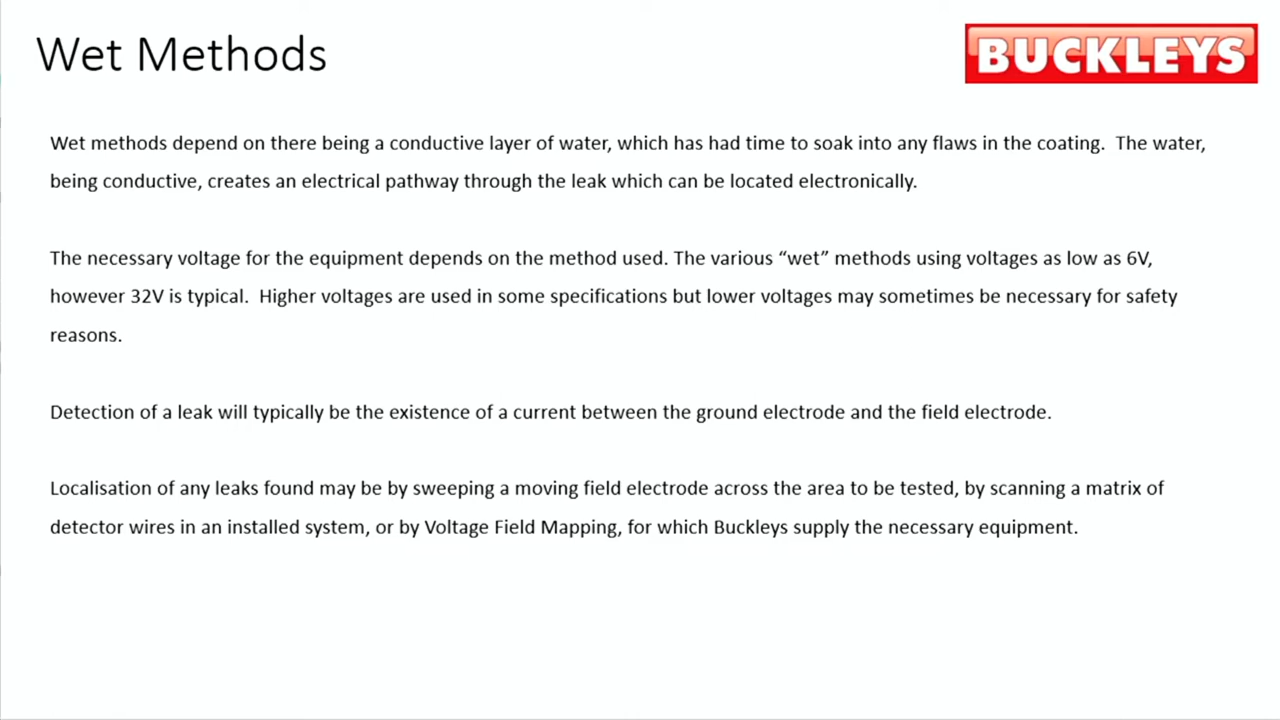 Wet Methods
BUCKLEYS
Wet methods depend on there being a conductive layer of water, which has had time to soak into any flaws in the coating.  The water,
being conductive, creates an electrical pathway through the leak which can be located electronically.
The necessary voltage for the equipment depends on the method used. The various “wet” methods using voltages as low as 6V,
however 32V is typical.  Higher voltages are used in some specifications but lower voltages may sometimes be necessary for safety
reasons.
Detection of a leak will typically be the existence of a current between the ground electrode and the field electrode.
Localisation of any leaks found may be by sweeping a moving field electrode across the area to be tested, by scanning a matrix of
detector wires in an installed system, or by Voltage Field Mapping, for which Buckleys supply the necessary equipment.